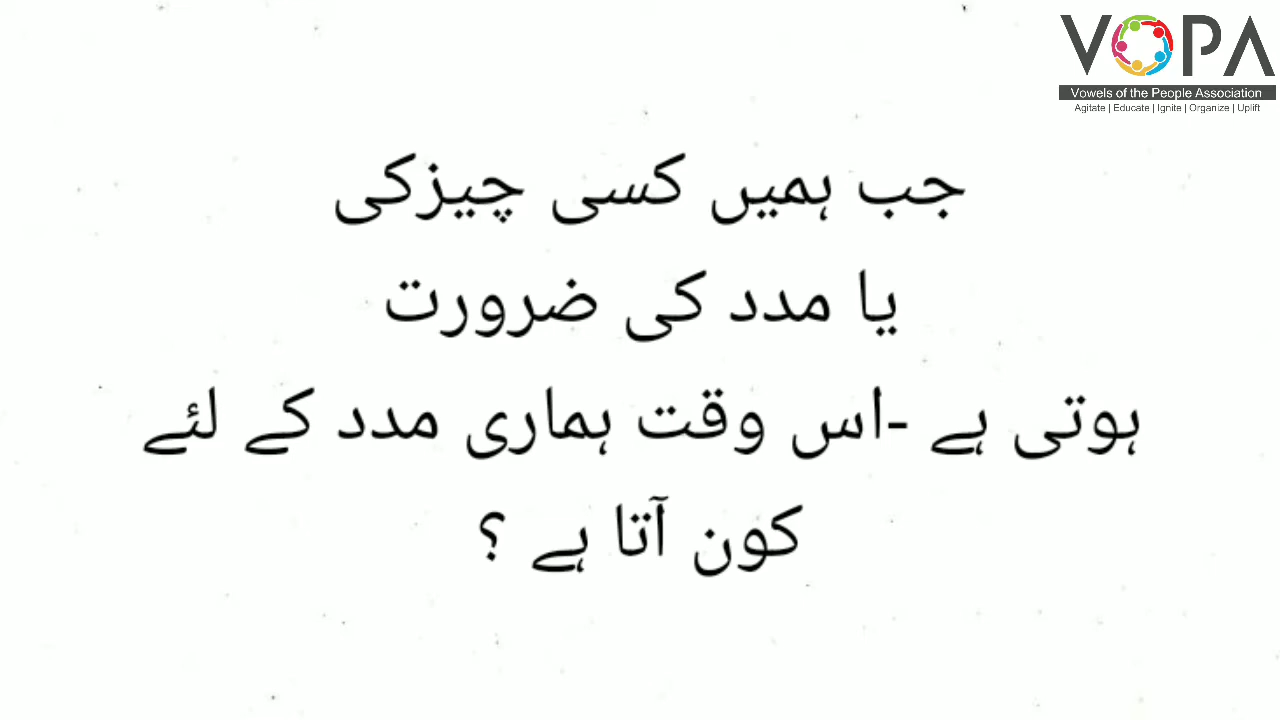 VOPA
Vowels of the People Association
Agitate | Educate | Ignite | Organize | Uplift
جب ہمیں کسی چیزکی
یا مدد کی ضرورت
ہوتی ہے -اس وقت ہماری مدد کے لئے
کون آتا ہے ؟